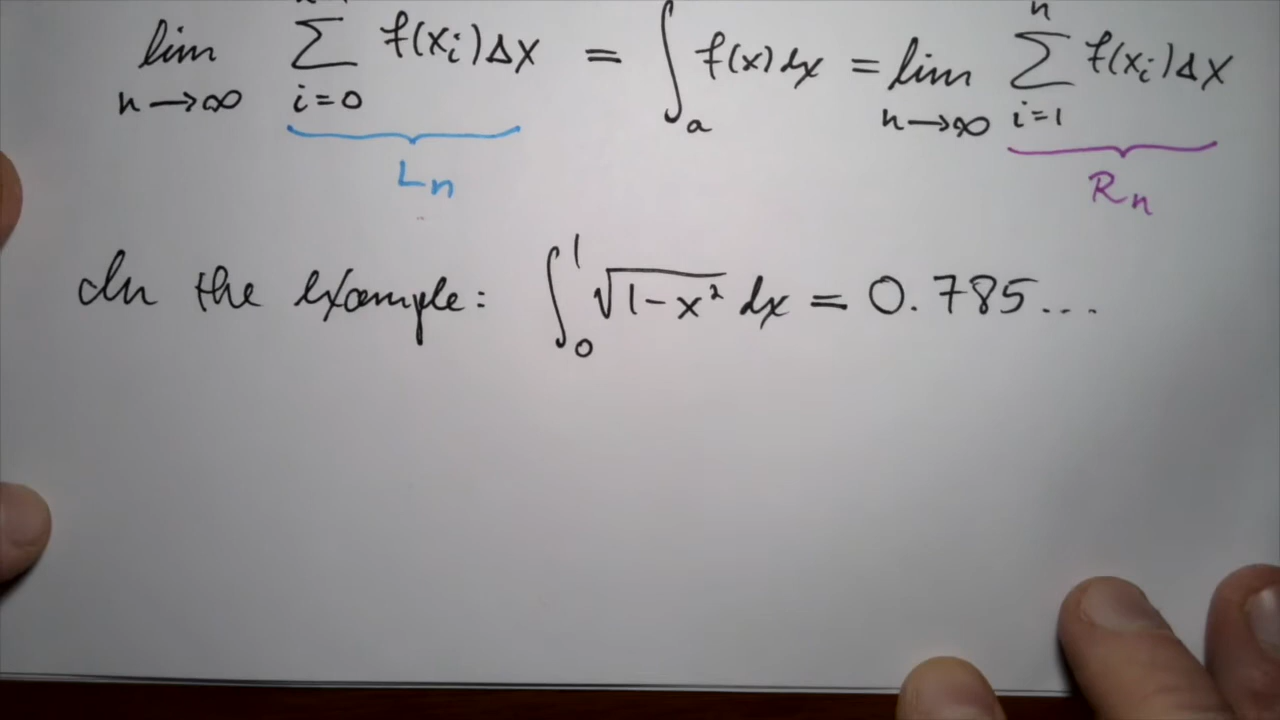 lim n→∞ ∑ i=0 f(xᵢ)Δx = ∫ₐ f(x)dx = lim n→∞ ∑ i=1 n f(xᵢ)Δx
Lₙ Rₙ
In the example: ∫₀¹ √(1-x²) dx = 0.785...